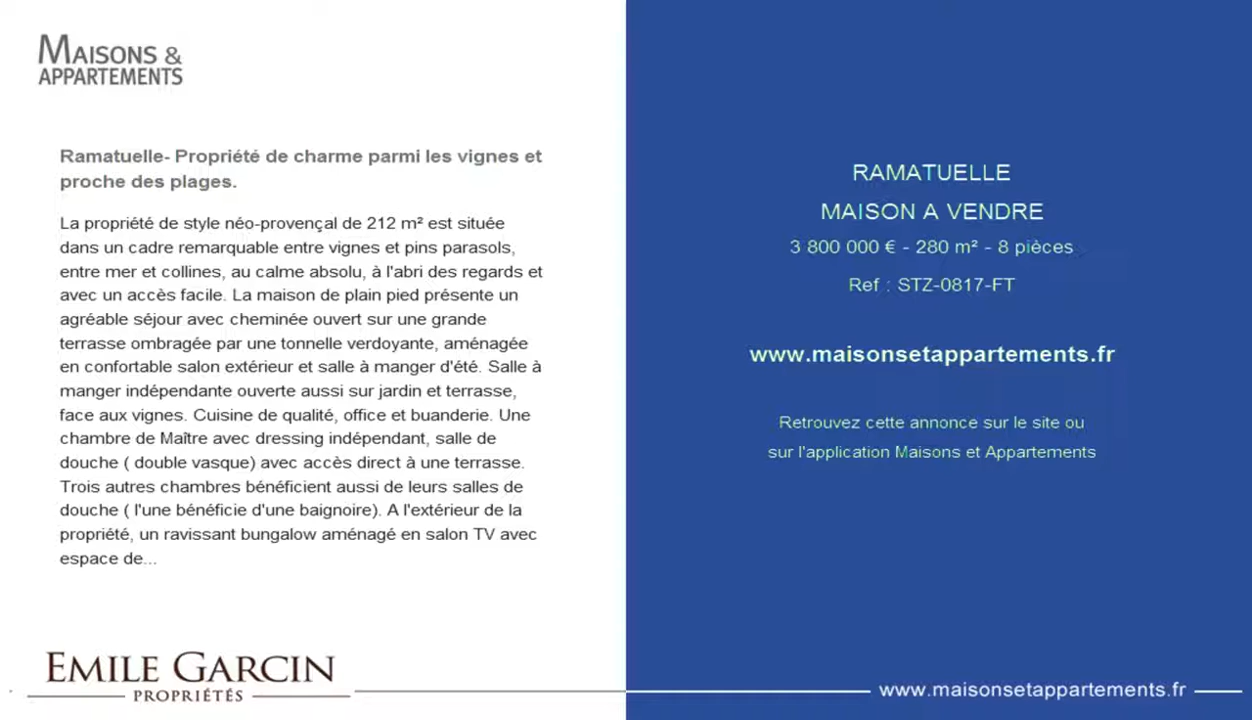 MAISONS &
APPARTEMENTS
Ramatuelle- Propriété de charme parmi les vignes et
proche des plages.
La propriété de style néo-provençal de 212 m² est située
dans un cadre remarquable entre vignes et pins parasols,
entre mer et collines, au calme absolu, à l'abri des regards et
avec un accès facile. La maison de plain pied présente un
agréable séjour avec cheminée ouvert sur une grande
terrasse ombragée par une tonnelle verdoyante, aménagée
en confortable salon extérieur et salle à manger d'été. Salle à
manger indépendante ouverte aussi sur jardin et terrasse,
face aux vignes. Cuisine de qualité, office et buanderie. Une
chambre de Maître avec dressing indépendant, salle de
douche ( double vasque) avec accès direct à une terrasse.
Trois autres chambres bénéficient aussi de leurs salles de
douche ( l'une bénéficie d'une baignoire). A l'extérieur de la
propriété, un ravissant bungalow aménagé en salon TV avec
espace de...
EMILE GARCIN
PROPRIÉTÉS
RAMATUELLE
MAISON A VENDRE
3 800 000 € - 280 m² - 8 pièces
Ref : STZ-0817-FT
www.maisonsetappartements.fr
Retrouvez cette annonce sur le site ou
sur l'application Maisons et Appartements
www.maisonsetappartements.fr